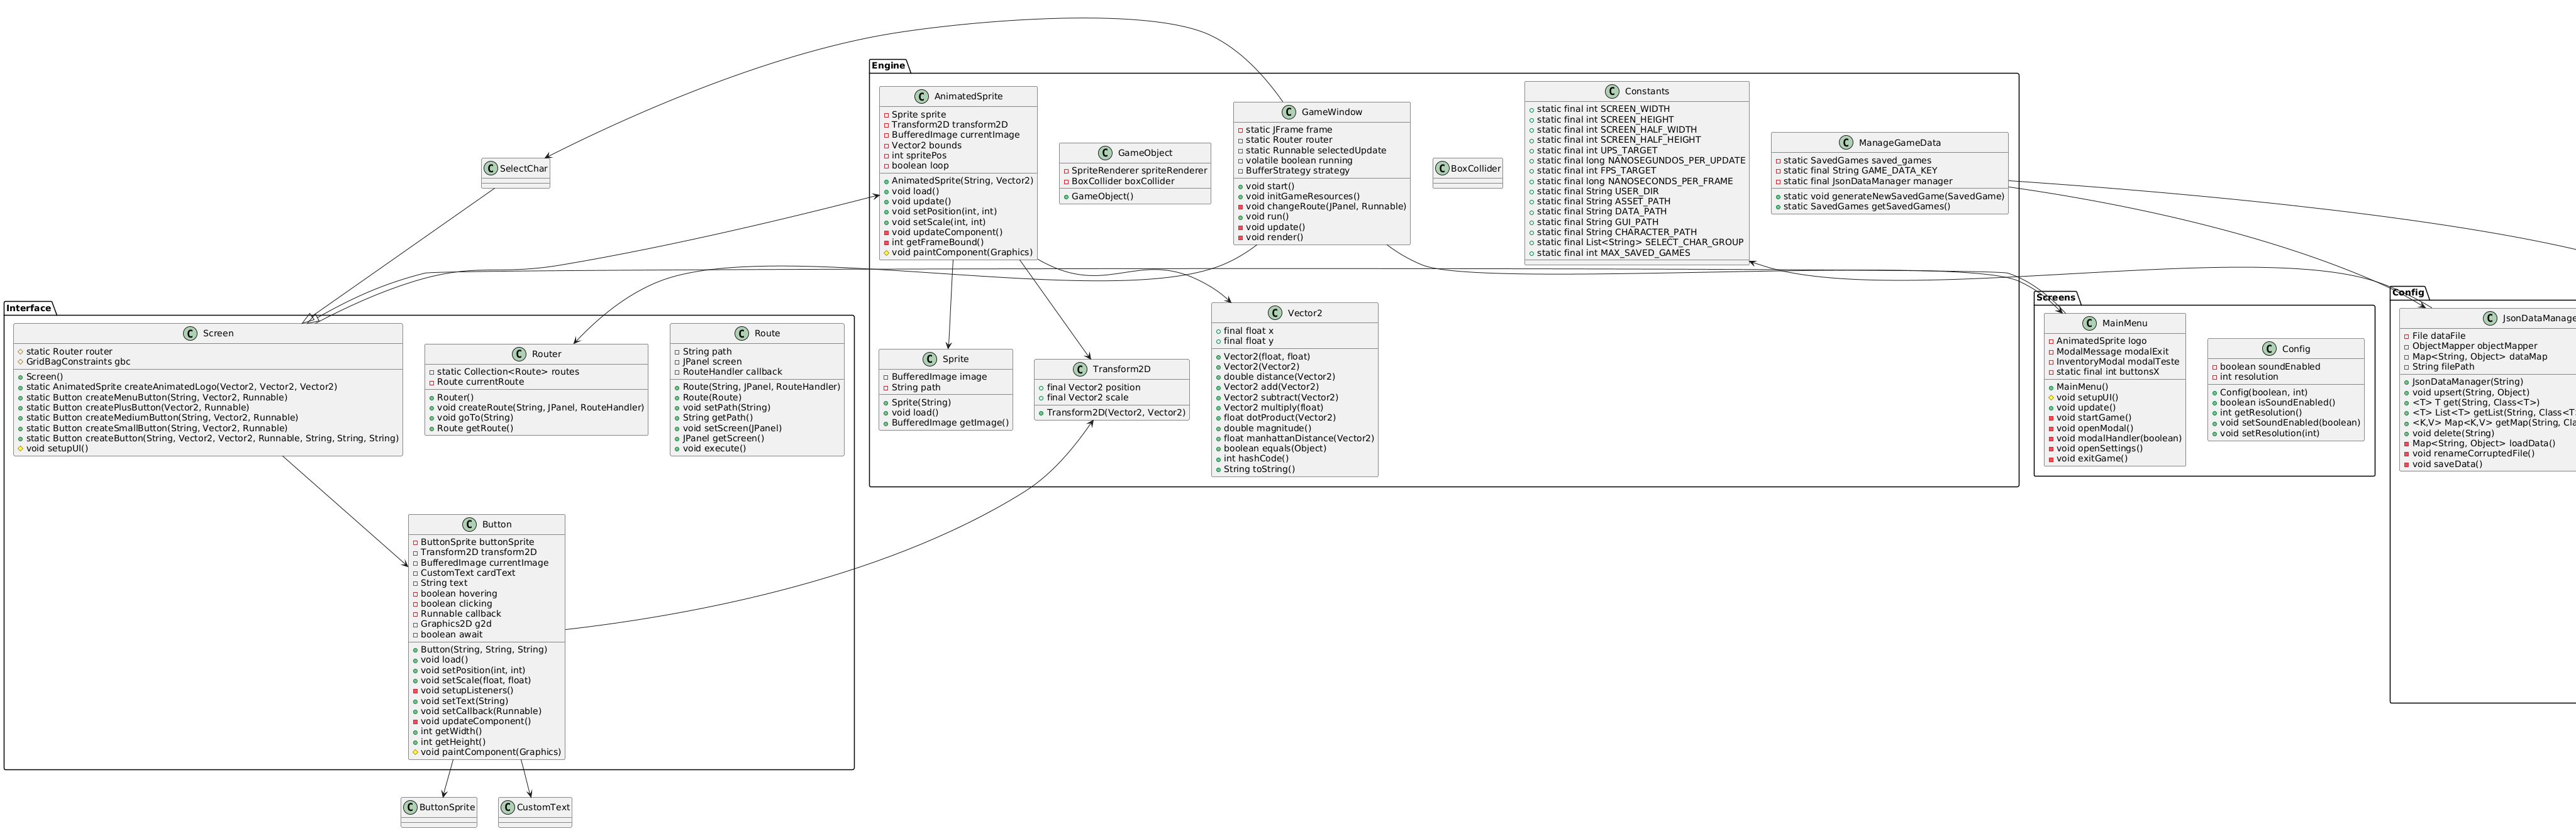 Engine
AnimatedSprite
Sprite sprite
Transform2D transform2D
BufferedImage currentImage
Vector2 bounds
int spritePos
boolean loop
AnimatedSprite(String, Vector2)
void load()
void update()
void setPosition(int, int)
void setScale(int, int)
void updateComponent()
int getFrameBound()
void paintComponent(Graphics)
GameObject
SpriteRenderer spriteRenderer
BoxCollider boxCollider
GameObject()
GameWindow
static JFrame frame
static Router router
static Runnable selectedUpdate
volatile boolean running
BufferStrategy strategy
void start()
void initGameResources()
void changeRoute(JPanel, Runnable)
void run()
void update()
void render()
BoxCollider
Constants
static final int SCREEN_WIDTH
static final int SCREEN_HEIGHT
static final int SCREEN_HALF_WIDTH
static final int SCREEN_HALF_HEIGHT
static final int UPS_TARGET
static final long NANOSEGUNDOS_PER_UPDATE
static final int FPS_TARGET
static final long NANOSECONDS_PER_FRAME
static final String USER_DIR
static final String ASSET_PATH
static final String DATA_PATH
static final String GUI_PATH
static final String CHARACTER_PATH
static final List<String> SELECT_CHAR_GROUP
static final int MAX_SAVED_GAMES
ManageGameData
static SavedGames saved_games
static final String GAME_DATA_KEY
static final JsonDataManager manager
static void generateNewSavedGame(SavedGame)
static SavedGames getSavedGames()
SelectChar
Interface
Screen
static Router router
GridBagConstraints gbc
Screen()
static AnimatedSprite createAnimatedLogo(Vector2, Vector2, Vector2)
static Button createMenuButton(String, Vector2, Runnable)
static Button createPlusButton(Vector2, Runnable)
static Button createMediumButton(String, Vector2, Runnable)
static Button createSmallButton(String, Vector2, Runnable)
static Button createButton(String, Vector2, Vector2, Runnable, String, String, String)
void setupUI()
Router
static Collection<Route> routes
Route currentRoute
Router()
void createRoute(String, JPanel, RouteHandler)
void goTo(String)
Route getRoute()
Route
String path
JPanel screen
RouteHandler callback
Route(String, JPanel, RouteHandler)
Route(Route)
void setPath(String)
String getPath()
void setScreen(JPanel)
JPanel getScreen()
void execute()
Sprite
BufferedImage image
String path
Sprite(String)
void load()
BufferedImage getImage()
Transform2D
final Vector2 position
final Vector2 scale
Transform2D(Vector2, Vector2)
Vector2
final float x
final float y
Vector2(float, float)
Vector2(Vector2)
double distance(Vector2)
Vector2 add(Vector2)
Vector2 subtract(Vector2)
Vector2 multiply(float)
float dotProduct(Vector2)
double magnitude()
float manhattanDistance(Vector2)
boolean equals(Object)
int hashCode()
String toString()
Screens
MainMenu
AnimatedSprite logo
ModalMessage modalExit
InventoryModal modalTeste
static final int buttonsX
MainMenu()
void setupUI()
void update()
void startGame()
void openModal()
void modalHandler(boolean)
void openSettings()
void exitGame()
Config
boolean soundEnabled
int resolution
Config(boolean, int)
boolean isSoundEnabled()
int getResolution()
void setSoundEnabled(boolean)
void setResolution(int)
Config
JsonDataManage
File dataFile
ObjectMapper objectMapper
Map<String, Object> dataMap
String filePath
JsonDataManager(String)
void upsert(String, Object)
<T> T get(String, Class<T>)
<T> List<T> getList(String, Class<T
<K,V> Map<K,V> getMap(String, Cla
void delete(String)
Map<String, Object> loadData()
void renameCorruptedFile()
void saveData()
Button
ButtonSprite buttonSprite
Transform2D transform2D
BufferedImage currentImage
CustomText cardText
String text
boolean hovering
boolean clicking
Runnable callback
Graphics2D g2d
boolean await
Button(String, String, String)
void load()
void setPosition(int, int)
void setScale(float, float)
void setupListeners()
void setText(String)
void setCallback(Runnable)
void updateComponent()
int getWidth()
int getHeight()
void paintComponent(Graphics)
ButtonSprite
CustomText